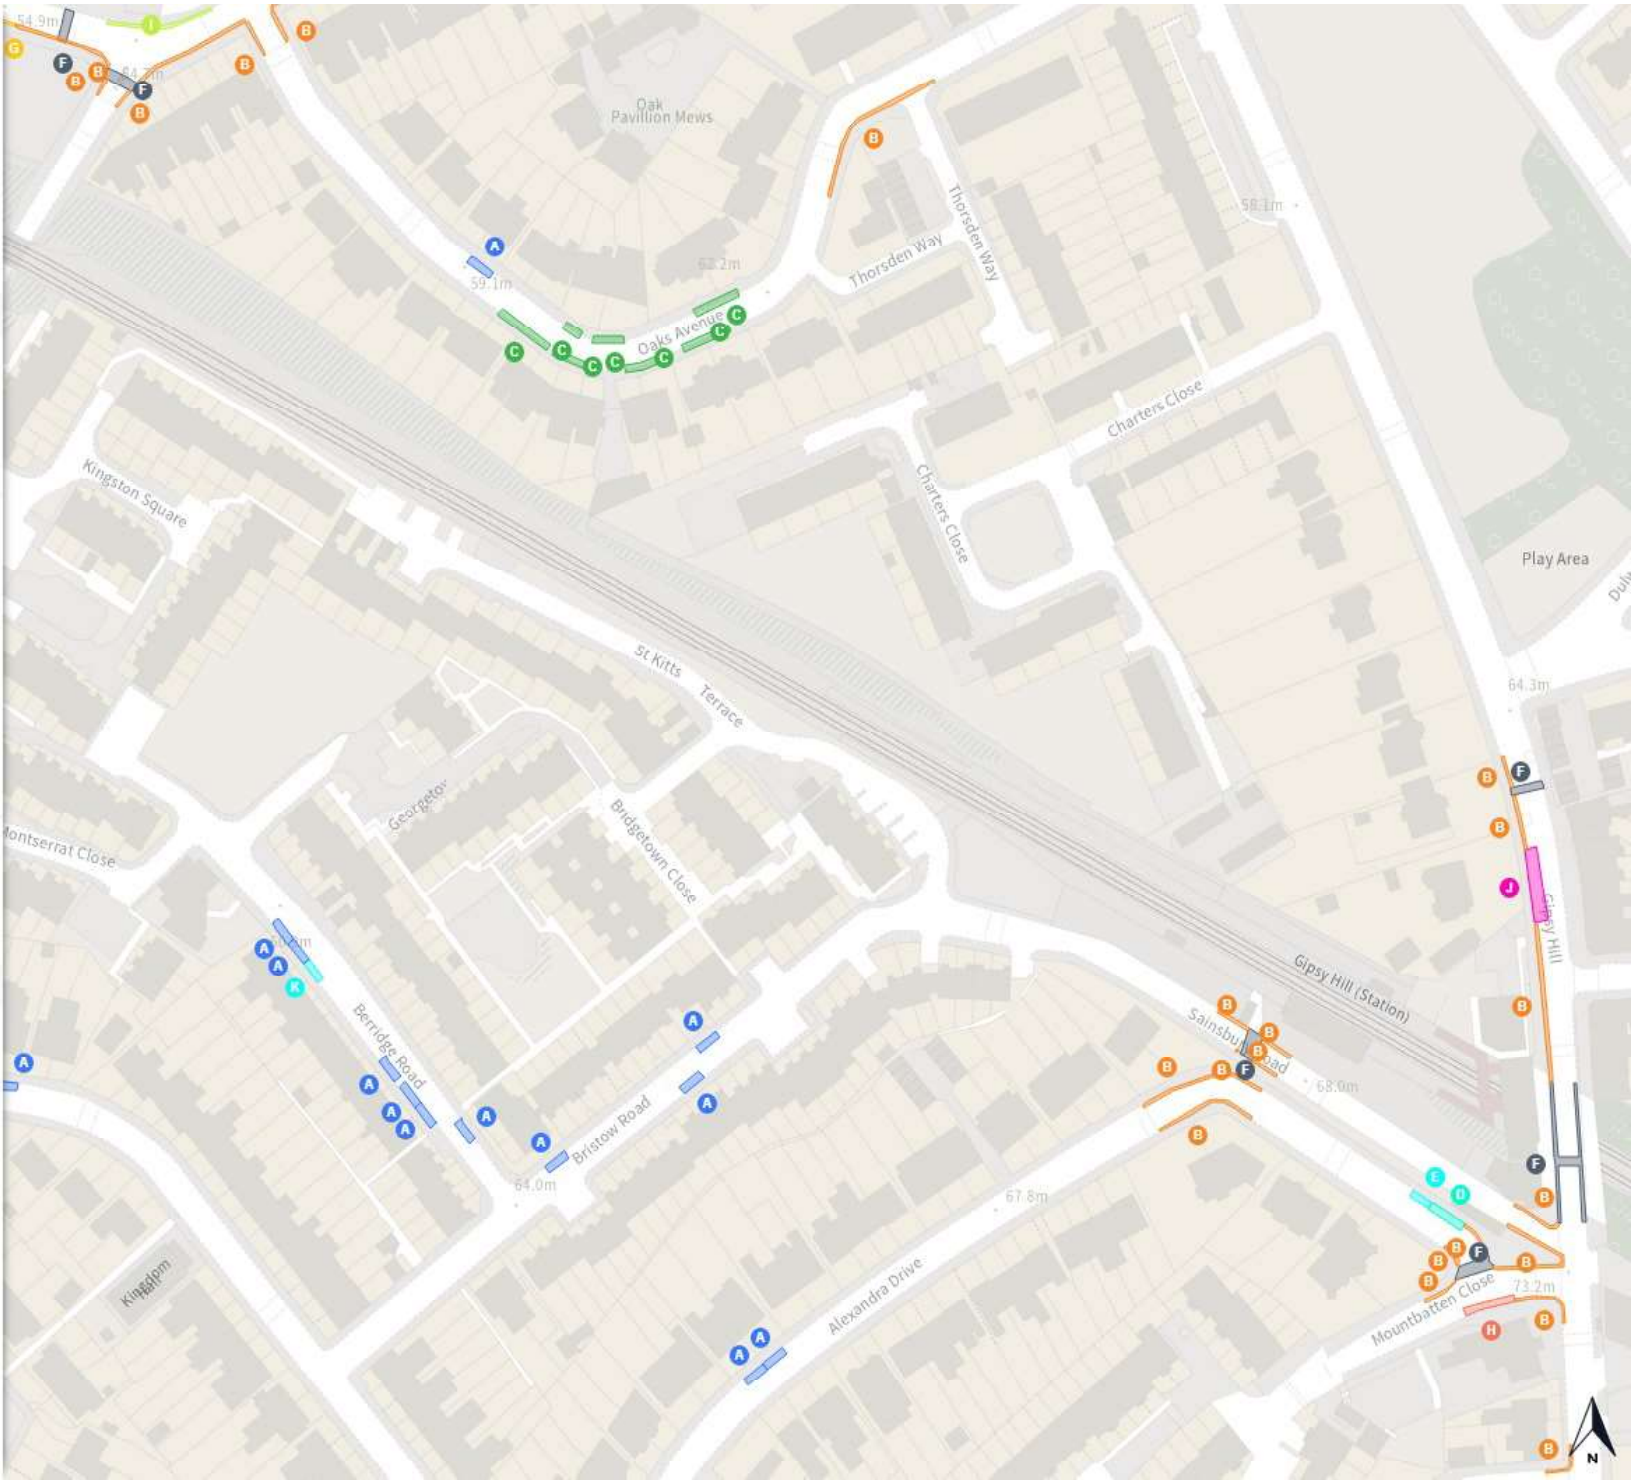 54.9m
I
B
G
F
B
B
B
F
B
Oak
Pavillion Mews
B
Thorsden Way
58.1m
A
59.1m
63.2m
Thorsden Way
Oaks Avenue
C
C
C
C
C
C
C
Charters Close
Kingston Square
Charters Close
Play Area
St Kitts
Terrace
64.3m
B
F
Georgetow
Bridgetown Close
B
Montserrat Close
J
Gipsy Hill
A
A
K
Berridge Road
Gipsy Hill (Station)
B
B
Sainsbury Road
B
B
A
A
A
A
A
A
B
B
F
68.0m
A
A
A
Bristow Road
B
F
E
D
B
64.0m
67.8m
B
F
B
B
B
73.2m
Mountbatten Close
Kingdom
Hall
Alexandra Drive
H
B
A
A
B
N